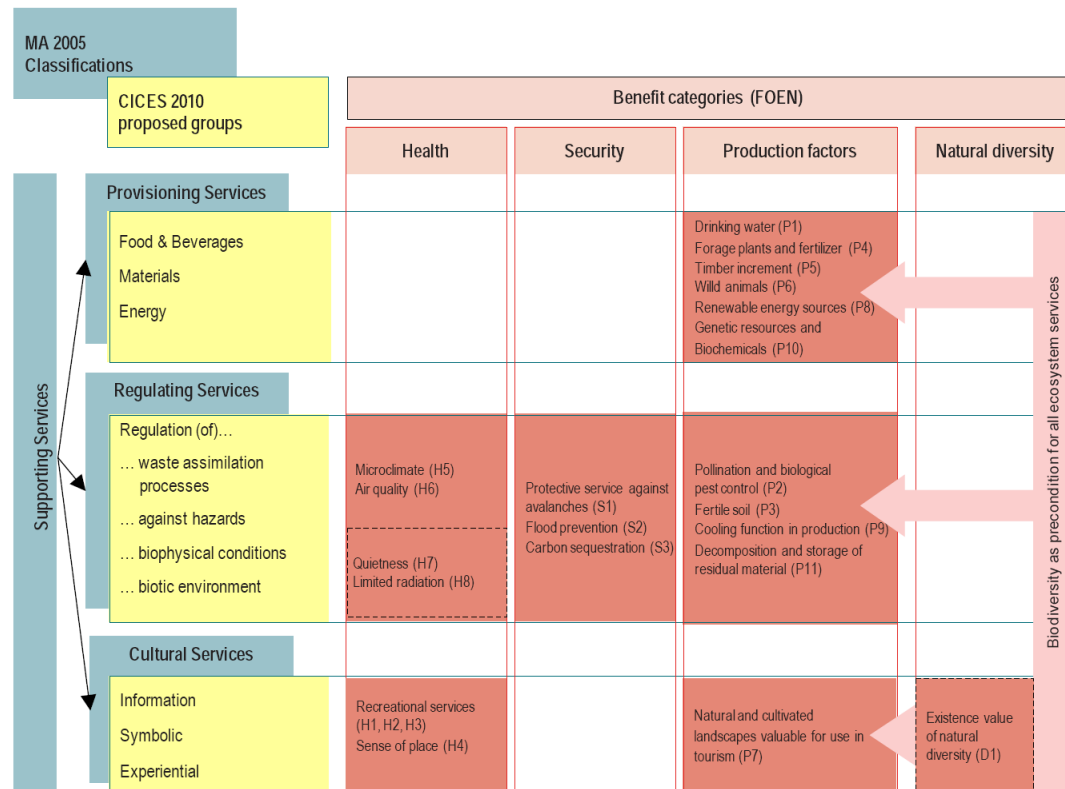 MA 2005
Classifications
CICES 2010
proposed groups
Benefit categories (FOEN)
Health
Security
Production factors
Natural diversity
Supporting Services
Provisioning Services
Food & Beverages
Materials
Energy
Drinking water (P1)
Forage plants and fertilizer (P4)
Timber increment (P5)
Willd animals (P6)
Renewable energy sources (P8)
Genetic resources and
Biochemicals (P10)
Biodiversity as precondition for all ecosystem services
Regulating Services
Regulation (of)…
… waste assimilation
processes
… against hazards
… biophysical conditions
… biotic environment
Microclimate (H5)
Air quality (H6)
Quietness (H7)
Limited radiation (H8)
Protective service against
avalanches (S1)
Flood prevention (S2)
Carbon sequestration (S3)
Pollination and biological
pest control (P2)
Fertile soil (P3)
Cooling function in production (P9)
Decomposition and storage of
residual material (P11)
Cultural Services
Information
Symbolic
Experiential
Recreational services
(H1, H2, H3)
Sense of place (H4)
Natural and cultivated
landscapes valuable for use in
tourism (P7)
Existence value
of natural
diversity (D1)